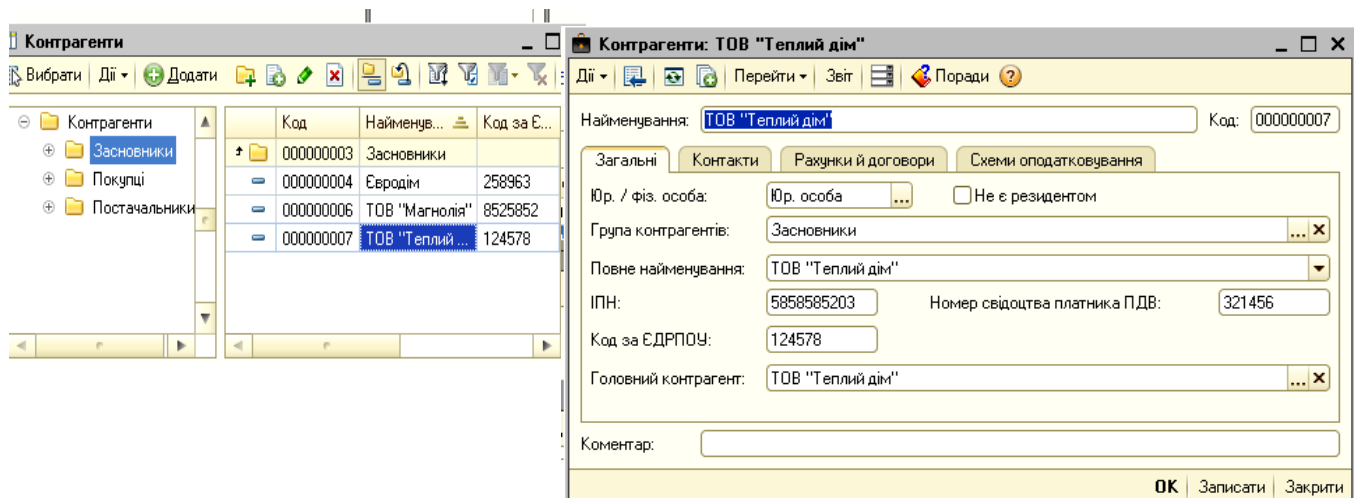 Контрагенти
Вибрати Дії Додати
Контрагенти
Засновники
Покупці
Постачальники
Код Найменув... Код за Є...
000000003 Засновники
000000004 Євродім 258963
000000006 ТОВ "Магнолія" 8525852
000000007 ТОВ "Теплий ... 124578
Контрагенти: ТОВ "Теплий дім"
Дії Перейти Звіт Поради
Найменування: ТОВ "Теплий дім" Код: 000000007
Загальні Контакти Рахунки й договори Схеми оподатковування
Юр. / фіз. особа: Юр. особа ... Не є резидентом
Група контрагентів: Засновники ...
Повне найменування: ТОВ "Теплий дім"
ІПН: 5858585203 Номер свідоцтва платника ПДВ: 321456
Код за ЄДРПОУ: 124578
Головний контрагент: ТОВ "Теплий дім" ...
Коментар:
OK Записати Закрити